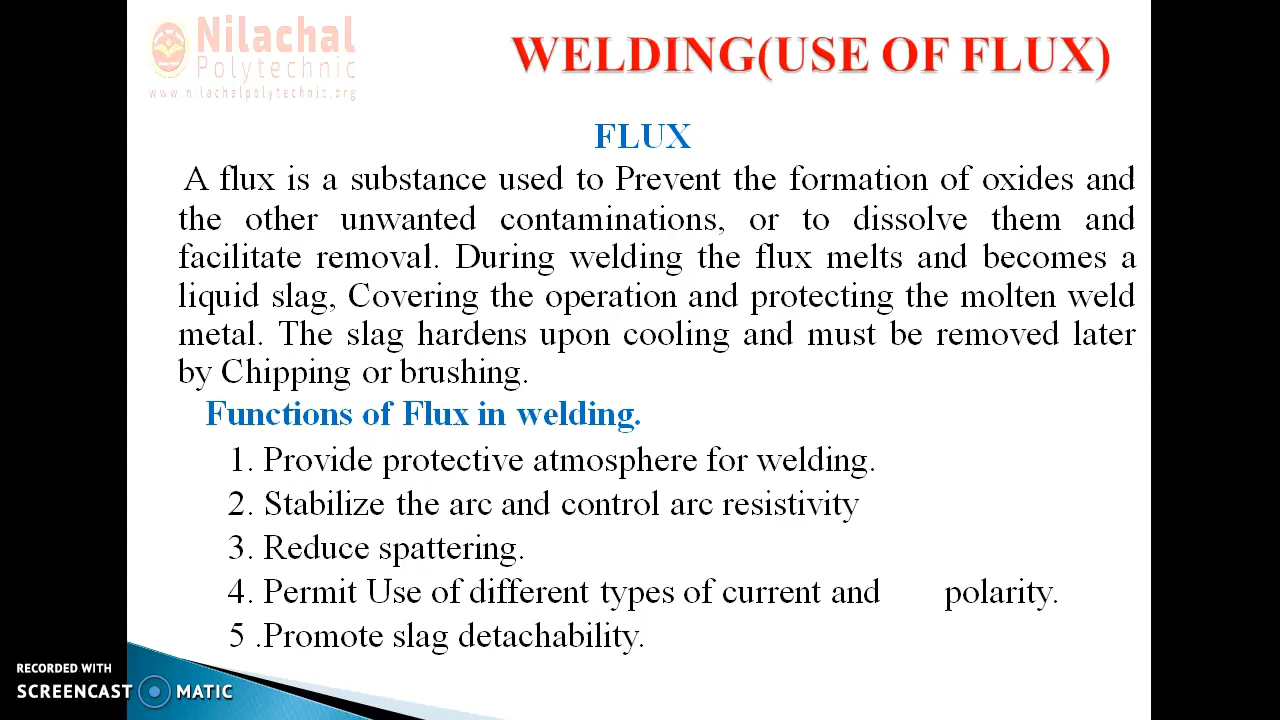 Nilachal
Polytechnic
www.nilachalpolytechnic.org
WELDING(USE OF FLUX)
FLUX
A flux is a substance used to Prevent the formation of oxides and
the other unwanted contaminations, or to dissolve them and
facilitate removal. During welding the flux melts and becomes a
liquid slag, Covering the operation and protecting the molten weld
metal. The slag hardens upon cooling and must be removed later
by Chipping or brushing.
Functions of Flux in welding.
1. Provide protective atmosphere for welding.
2. Stabilize the arc and control arc resistivity
3. Reduce spattering.
4. Permit Use of different types of current and polarity.
5 .Promote slag detachability.
RECORDED WITH
SCREENCAST MATIC